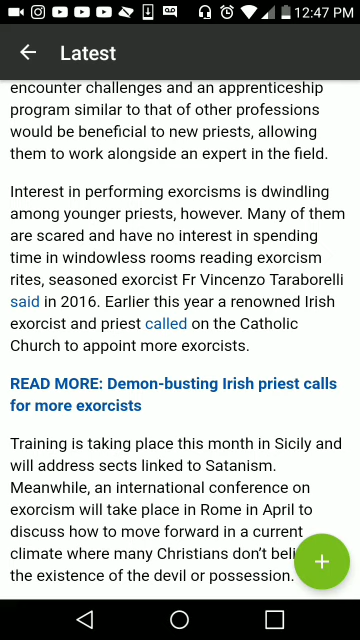 12:47 PM
Latest
encounter challenges and an apprenticeship
program similar to that of other professions
would be beneficial to new priests, allowing
them to work alongside an expert in the field.
Interest in performing exorcisms is dwindling
among younger priests, however. Many of them
are scared and have no interest in spending
time in windowless rooms reading exorcism
rites, seasoned exorcist Fr Vincenzo Taraborelli
said in 2016. Earlier this year a renowned Irish
exorcist and priest called on the Catholic
Church to appoint more exorcists.
READ MORE: Demon-busting Irish priest calls
for more exorcists
Training is taking place this month in Sicily and
will address sects linked to Satanism.
Meanwhile, an international conference on
exorcism will take place in Rome in April to
discuss how to move forward in a current
climate where many Christians don’t beli
the existence of the devil or possession.